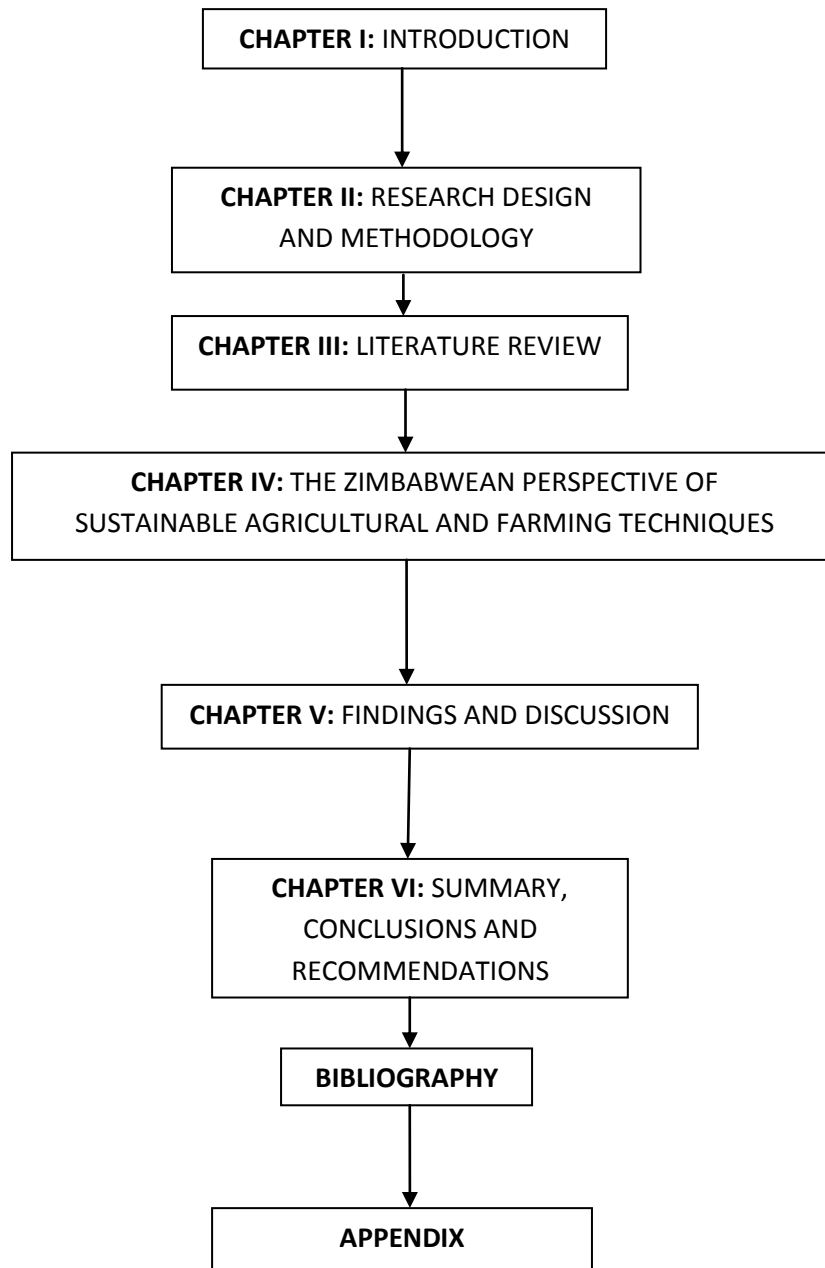 CHAPTER I: INTRODUCTION
CHAPTER II: RESEARCH DESIGN
AND METHODOLOGY
CHAPTER III: LITERATURE REVIEW
CHAPTER IV: THE ZIMBABWEAN PERSPECTIVE OF
SUSTAINABLE AGRICULTURAL AND FARMING TECHNIQUES
CHAPTER V: FINDINGS AND DISCUSSION
CHAPTER VI: SUMMARY,
CONCLUSIONS AND
RECOMMENDATIONS
BIBLIOGRAPHY
APPENDIX